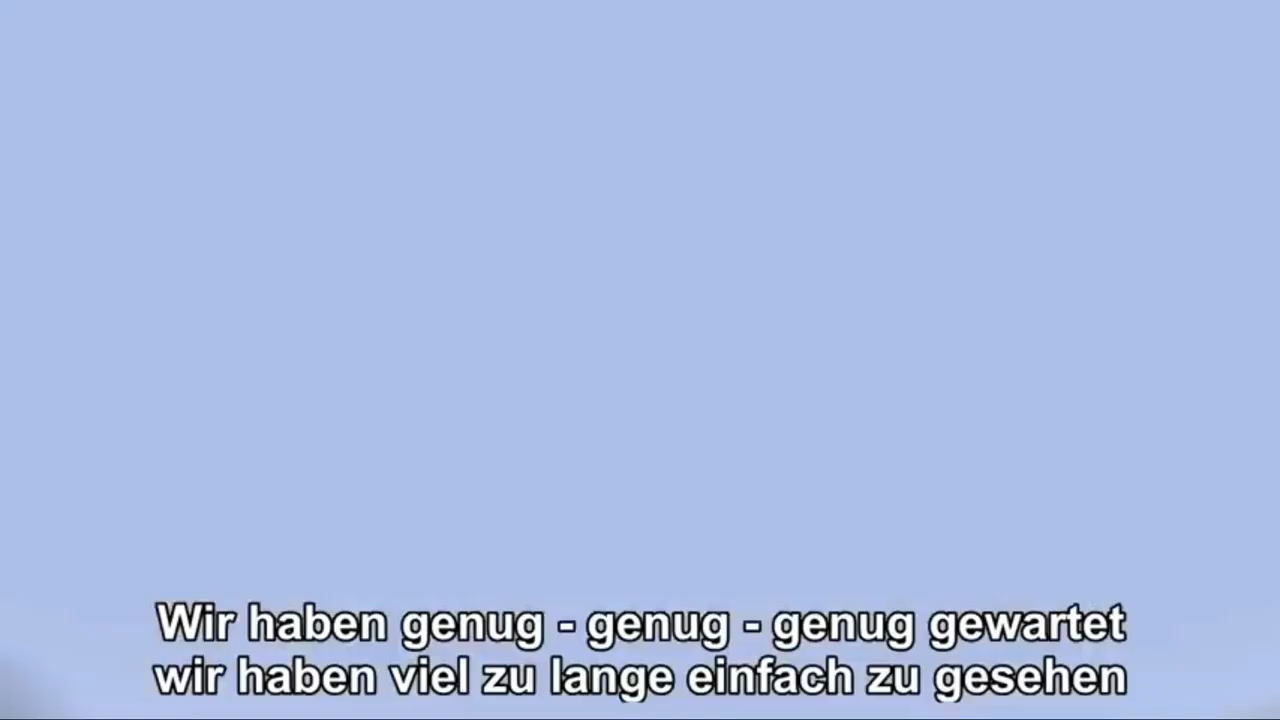 Wir haben genug - genug - genug gewartet
wir haben viel zu lange einfach zu gesehen